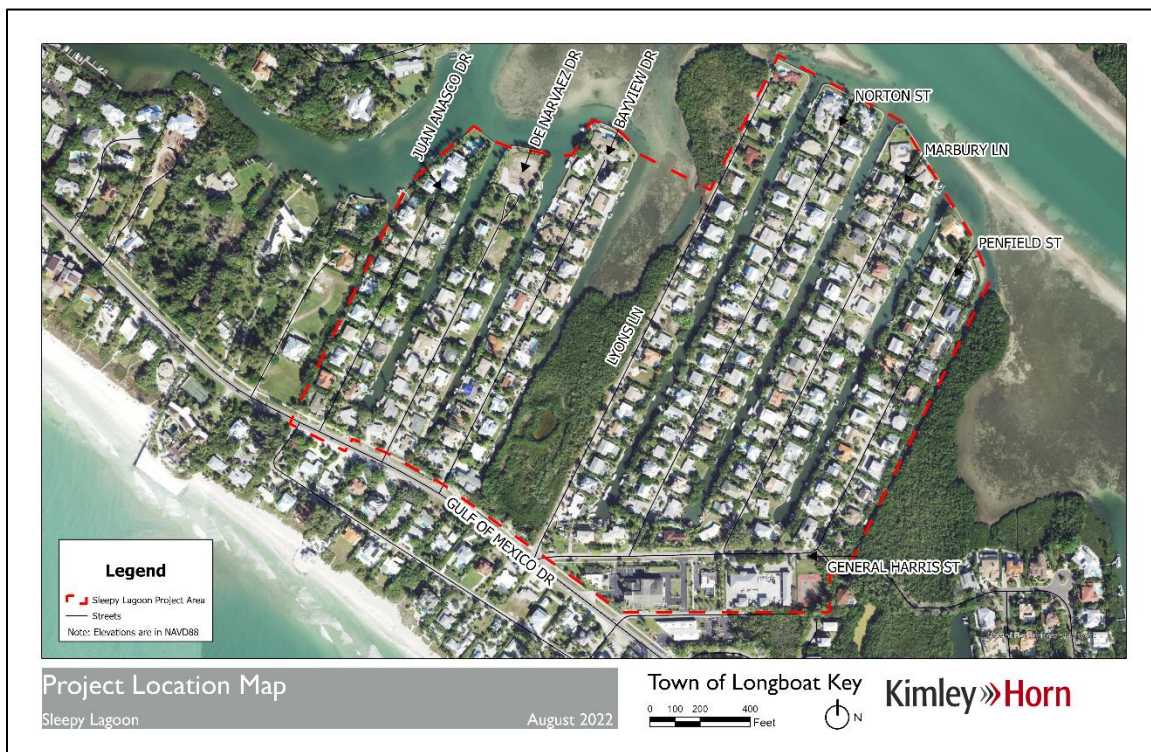 JUAN ANASCO DR
DE NARVAEZ DR
BAYVIEW DR
NORTON ST
MARBURY LN
PENFIELD ST
LYONS LN
GULF OF MEXICO DR
GENERAL HARRIS ST
Legend
Sleepy Lagoon Project Area
Streets
Note: Elevations are in NAVD88
Project Location Map
Sleepy Lagoon
August 2022
Town of Longboat Key
0 100 200 400
Feet
N
Kimley»Horn